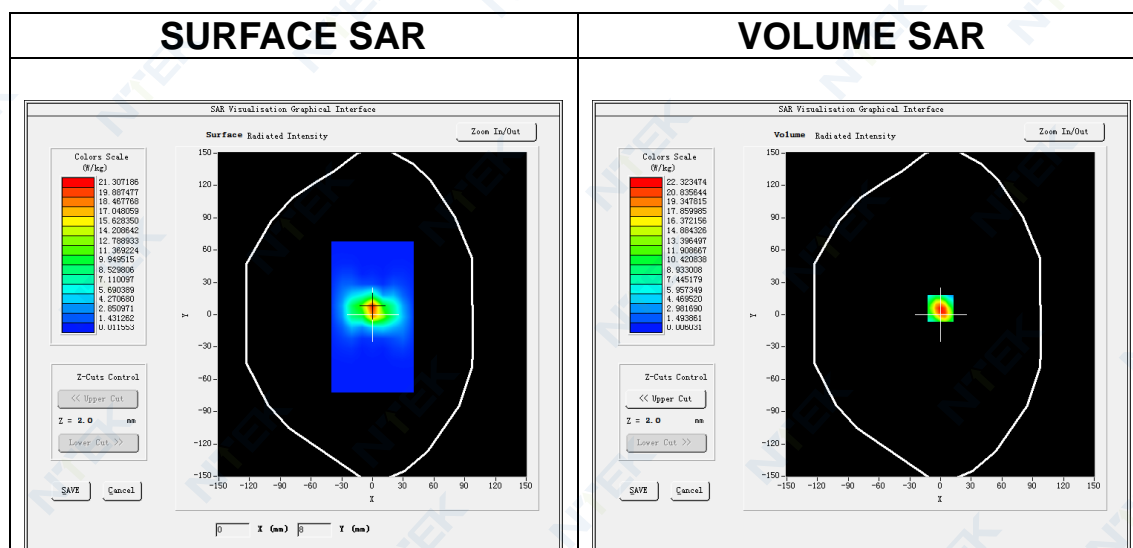 SURFACE SAR
VOLUME SAR
SAR Visualisation Graphical Interface
Surface Radiated Intensity
Zoom In/Out
Colors Scale
(W/kg)
21.307186
19.887477
18.467768
17.048059
15.628350
14.208642
12.788933
11.369224
9.949515
8.529806
7.110097
5.690389
4.270680
2.850971
1.431262
0.011553
Z-Cuts Control
<< Upper Cut
Z = 2.0 mm
Lower Cut >>
SAVE Cancel
150
120
90
60
30
0
-30
-60
-90
-120
-150
Y
-150 -120 -90 -60 -30 0 30 60 90 120 150
X
0 X (mm) 8 Y (mm)
SAR Visualisation Graphical Interface
Volume Radiated Intensity
Zoom In/Out
Colors Scale
(W/kg)
22.323474
20.835644
19.347815
17.859985
16.372156
14.884326
13.396497
11.908667
10.420838
8.933008
7.445179
5.957349
4.469520
2.981690
1.493861
0.006031
Z-Cuts Control
<< Upper Cut
Z = 2.0 mm
Lower Cut >>
SAVE Cancel
150
120
90
60
30
0
-30
-60
-90
-120
-150
Y
-150 -120 -90 -60 -30 0 30 60 90 120 150
X
NTEK